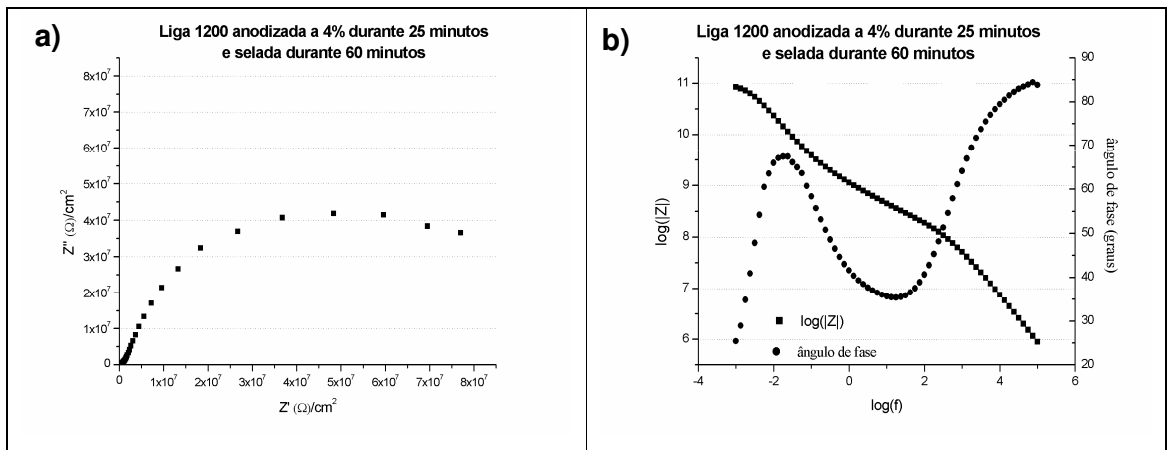 a)
Liga 1200 anodizada a 4% durante 25 minutos
e selada durante 60 minutos
8x10⁷
7x10⁷
6x10⁷
5x10⁷
4x10⁷
3x10⁷
2x10⁷
1x10⁷
0
Z'' (Ω)/cm²
0 1x10⁷ 2x10⁷ 3x10⁷ 4x10⁷ 5x10⁷ 6x10⁷ 7x10⁷ 8x10⁷
Z' (Ω)/cm²
b)
Liga 1200 anodizada a 4% durante 25 minutos
e selada durante 60 minutos
11
10
9
8
7
6
log(|Z|)
90
80
70
60
50
40
30
20
ângulo de fase (graus)
log(|Z|)
ângulo de fase
-4 -2 0 2 4 6
log(f)